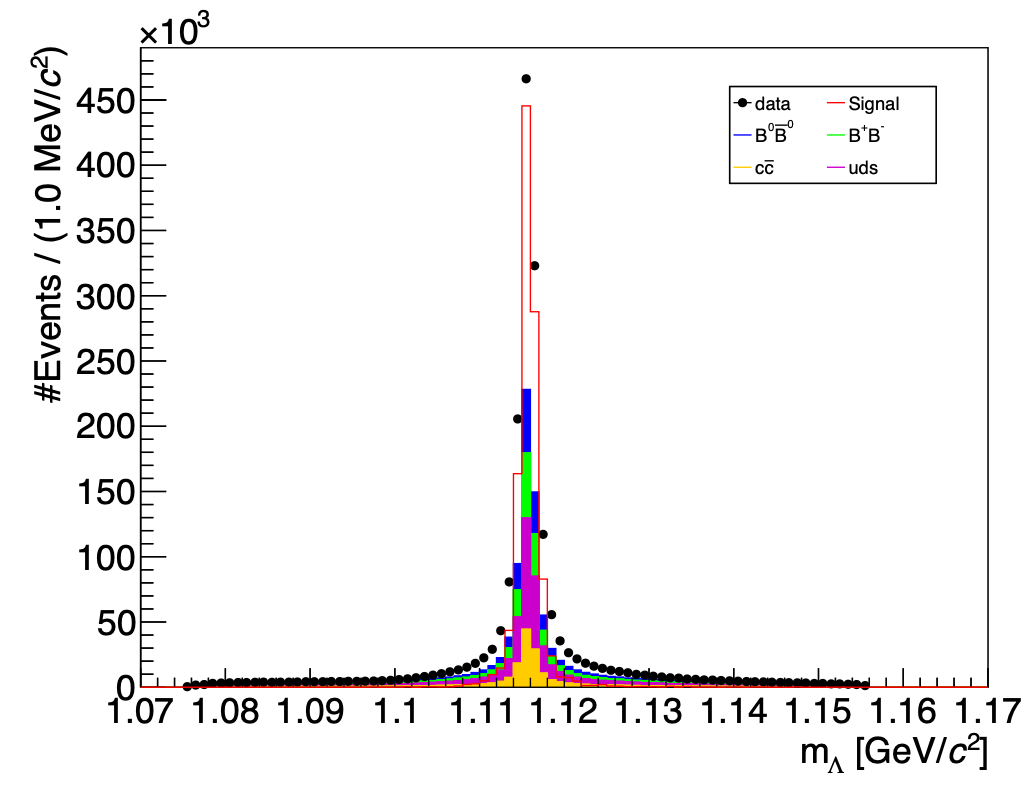 ×10³
#Events / (1.0 MeV/c²)
450
400
350
300
250
200
150
100
50
0
data Signal
B⁰B̅⁰ B⁺B⁻
cc̅ uds
1.07 1.08 1.09 1.1 1.11 1.12 1.13 1.14 1.15 1.16 1.17
m_Λ [GeV/c²]